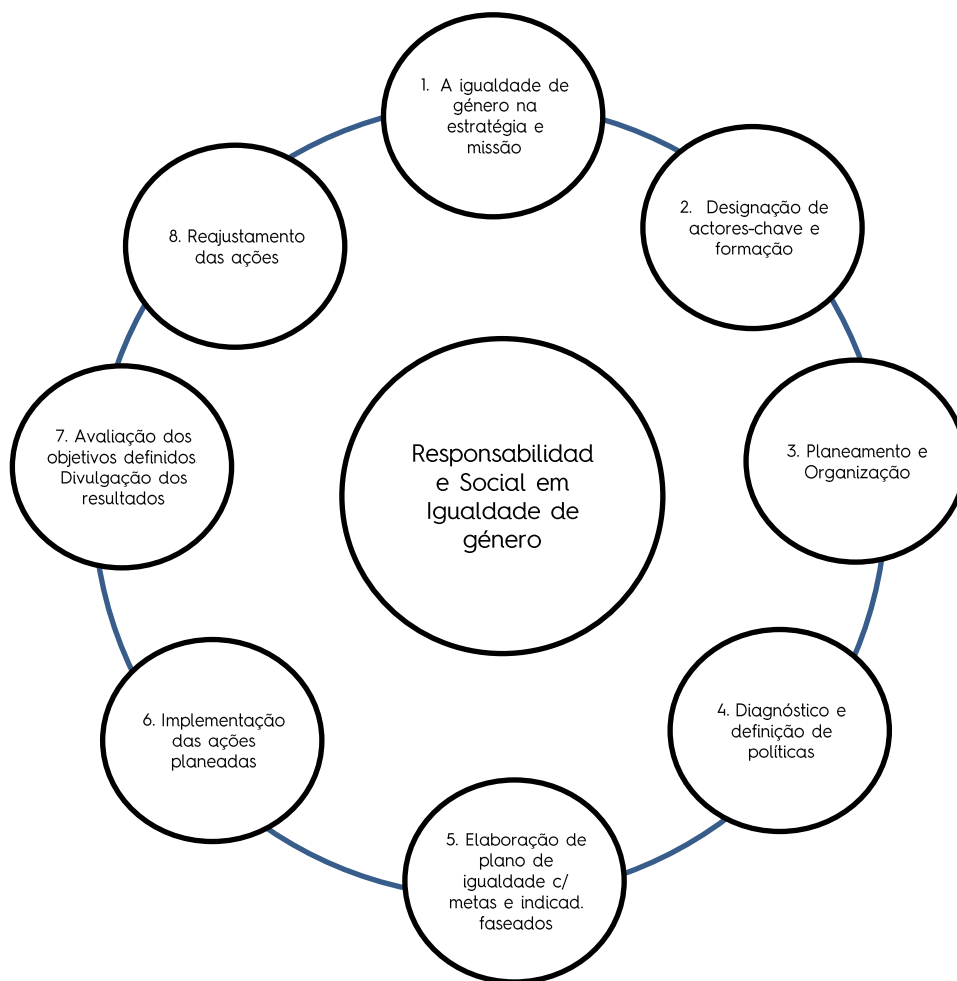 1. A igualdade de
género na
estratégia e
missão
2. Designação de
actores-chave e
formação
3. Planeamento e
Organização
4. Diagnóstico e
definição de
políticas
5. Elaboração de
plano de
igualdade c/
metas e indicad.
faseados
6. Implementação
das ações
planeadas
7. Avaliação dos
objetivos definidos
Divulgação dos
resultados
8. Reajustamento
das ações
Responsabilidad
e Social em
Igualdade de
género